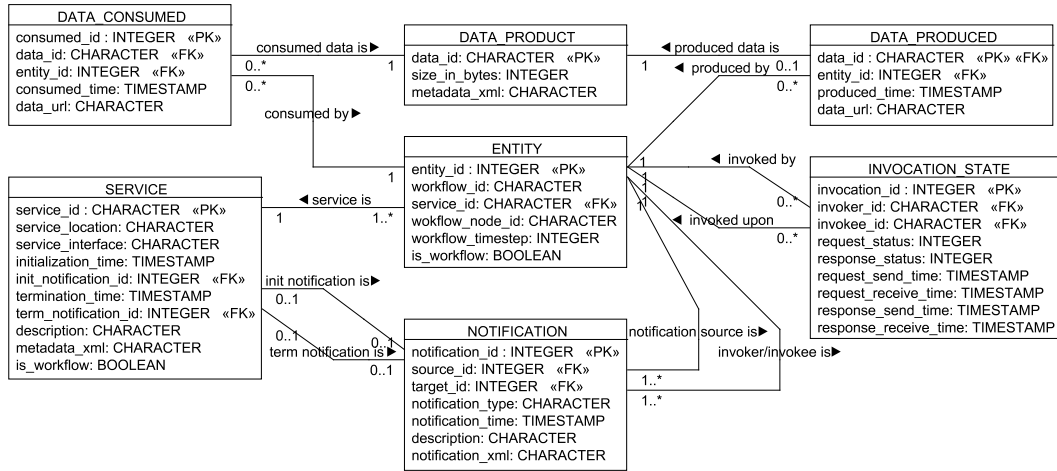 DATA_CONSUMED
consumed_id : INTEGER «PK»
data_id: CHARACTER «FK»
entity_id: INTEGER «FK»
consumed_time: TIMESTAMP
data_url: CHARACTER
consumed data is▶
0..*
1
0..*
consumed by▶
1
DATA_PRODUCT
data_id: CHARACTER «PK»
size_in_bytes: INTEGER
metadata_xml: CHARACTER
◀ produced data is
1
0..1
◀ produced by
0..*
DATA_PRODUCED
data_id : CHARACTER «PK» «FK»
entity_id: INTEGER «FK»
produced_time: TIMESTAMP
data_url: CHARACTER
ENTITY
entity_id : INTEGER «PK»
workflow_id: CHARACTER
service_id: CHARACTER «FK»
wokflow_node_id: CHARACTER
workflow_timestep: INTEGER
is_workflow: BOOLEAN
1
1
1
1
1
◀ invoked by
0..*
◀ invoked upon
0..*
INVOCATION_STATE
invocation_id : INTEGER «PK»
invoker_id: CHARACTER «FK»
invokee_id: CHARACTER «FK»
request_status: INTEGER
response_status: INTEGER
request_send_time: TIMESTAMP
request_receive_time: TIMESTAMP
response_send_time: TIMESTAMP
response_receive_time: TIMESTAMP
SERVICE
service_id : CHARACTER «PK»
service_location: CHARACTER
service_interface: CHARACTER
initialization_time: TIMESTAMP
init_notification_id: INTEGER «FK»
termination_time: TIMESTAMP
term_notification_id: INTEGER «FK»
description: CHARACTER
metadata_xml: CHARACTER
is_workflow: BOOLEAN
◀ service is
1
1..*
init notification is▶
0..1
0..1
0..1
term notification is▶
0..1
NOTIFICATION
notification_id : INTEGER «PK»
source_id: INTEGER «FK»
target_id: INTEGER «FK»
notification_type: CHARACTER
notification_time: TIMESTAMP
description: CHARACTER
notification_xml: CHARACTER
notification source is▶
invoker/invokee is▶
1..*
1..*